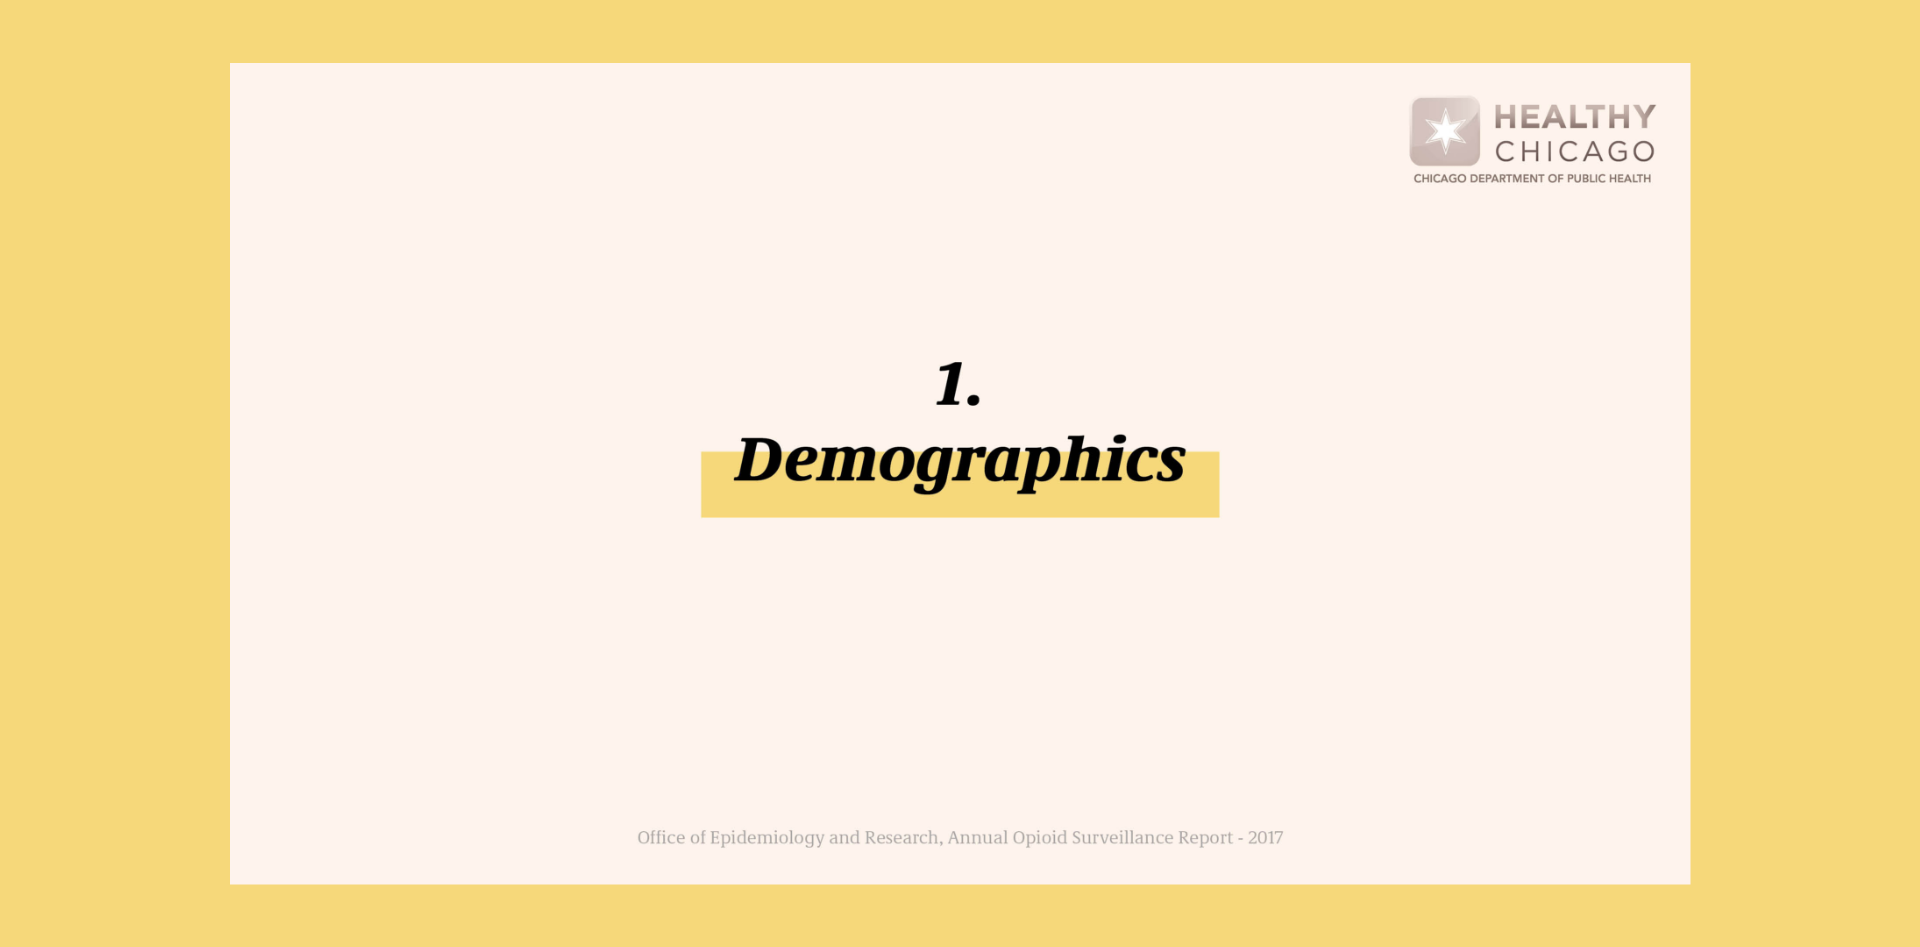 HEALTHY
CHICAGO
CHICAGO DEPARTMENT OF PUBLIC HEALTH
1.
Demographics
Office of Epidemiology and Research, Annual Opioid Surveillance Report - 2017